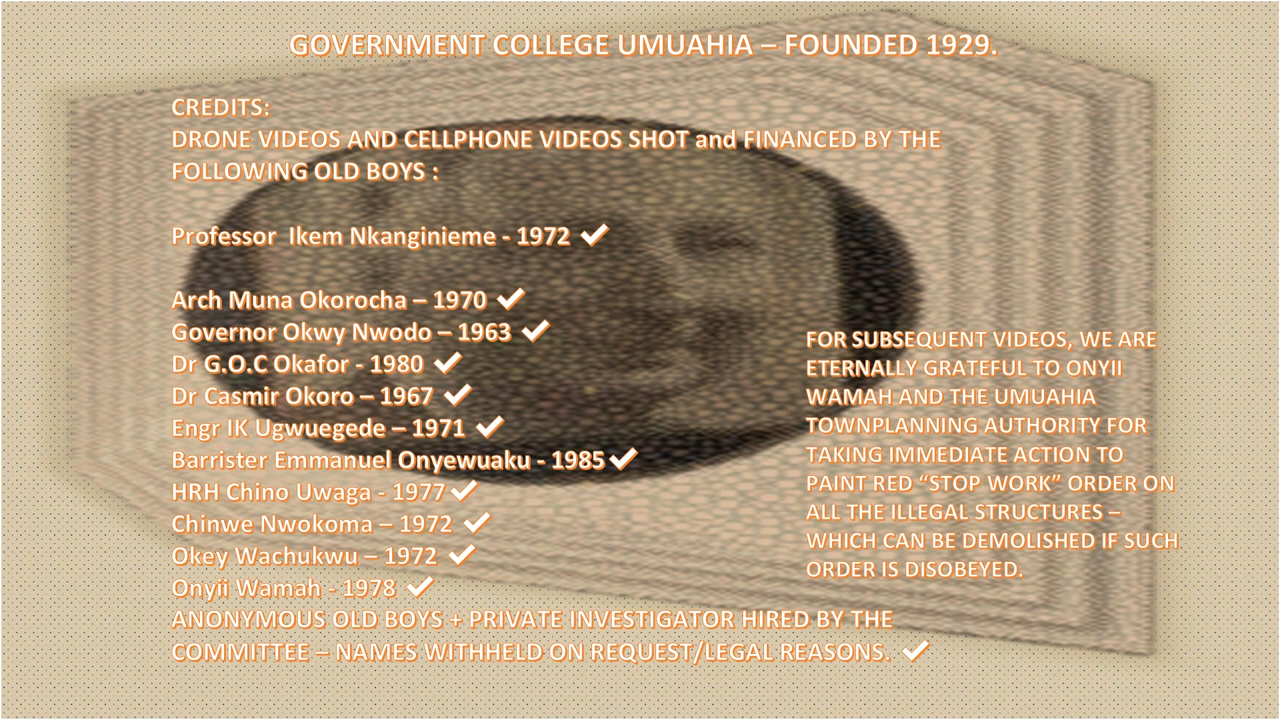 GOVERNMENT COLLEGE UMUAHIA – FOUNDED 1929.
CREDITS:
DRONE VIDEOS AND CELLPHONE VIDEOS SHOT and FINANCED BY THE
FOLLOWING OLD BOYS :
Professor  Ikem Nkanginieme - 1972 ✓
Arch Muna Okorocha – 1970 ✓
Governor Okwy Nwodo – 1963 ✓
Dr G.O.C Okafor - 1980 ✓
Dr Casmir Okoro – 1967 ✓
Engr IK Ugwuegede – 1971 ✓
Barrister Emmanuel Onyewuaku - 1985 ✓
HRH Chino Uwaga - 1977 ✓
Chinwe Nwokoma – 1972 ✓
Okey Wachukwu – 1972 ✓
Onyii Wamah - 1978 ✓
ANONYMOUS OLD BOYS + PRIVATE INVESTIGATOR HIRED BY THE
COMMITTEE – NAMES WITHHELD ON REQUEST/LEGAL REASONS. ✓
FOR SUBSEQUENT VIDEOS, WE ARE
ETERNALLY GRATEFUL TO ONYII
WAMAH AND THE UMUAHIA
TOWNPLANNING AUTHORITY FOR
TAKING IMMEDIATE ACTION TO
PAINT RED “STOP WORK” ORDER ON
ALL THE ILLEGAL STRUCTURES –
WHICH CAN BE DEMOLISHED IF SUCH
ORDER IS DISOBEYED.